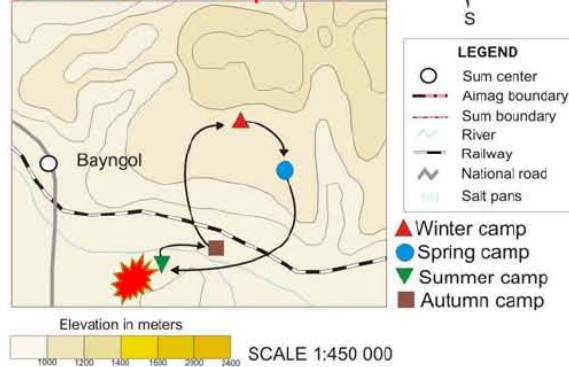 S
LEGEND
Sum center
Aimag boundary
Sum boundary
River
Railway
National road
Salt pans
Bayngol
Winter camp
Spring camp
Summer camp
Autumn camp
Elevation in meters
1000 1200 1400 1600 2000 2400
SCALE 1:450 000